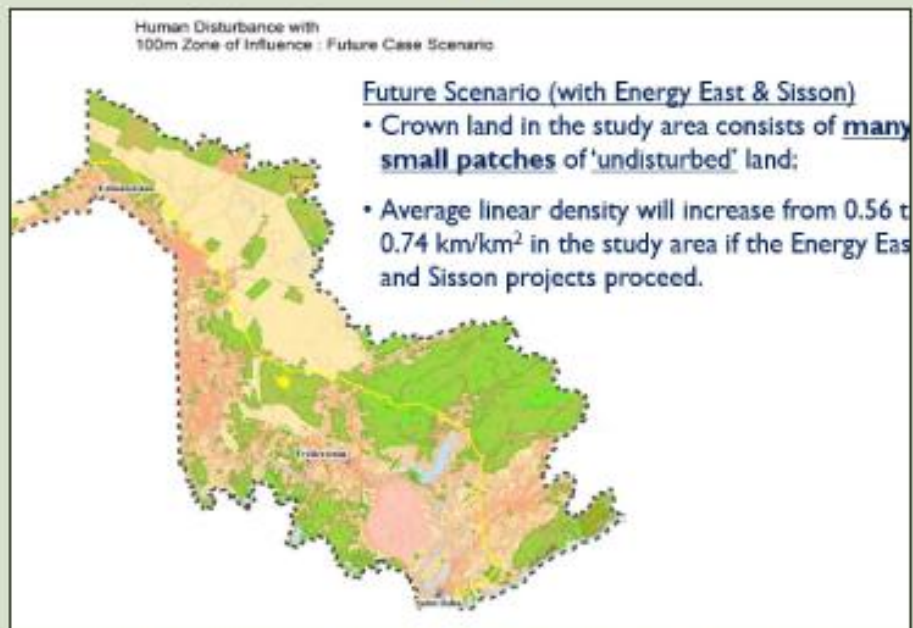 Human Disturbance with
100m Zone of Influence : Future Case Scenario
Future Scenario (with Energy East & Sisson)
• Crown land in the study area consists of many
small patches of 'undisturbed' land;
• Average linear density will increase from 0.56 t
0.74 km/km² in the study area if the Energy Eas
and Sisson projects proceed.